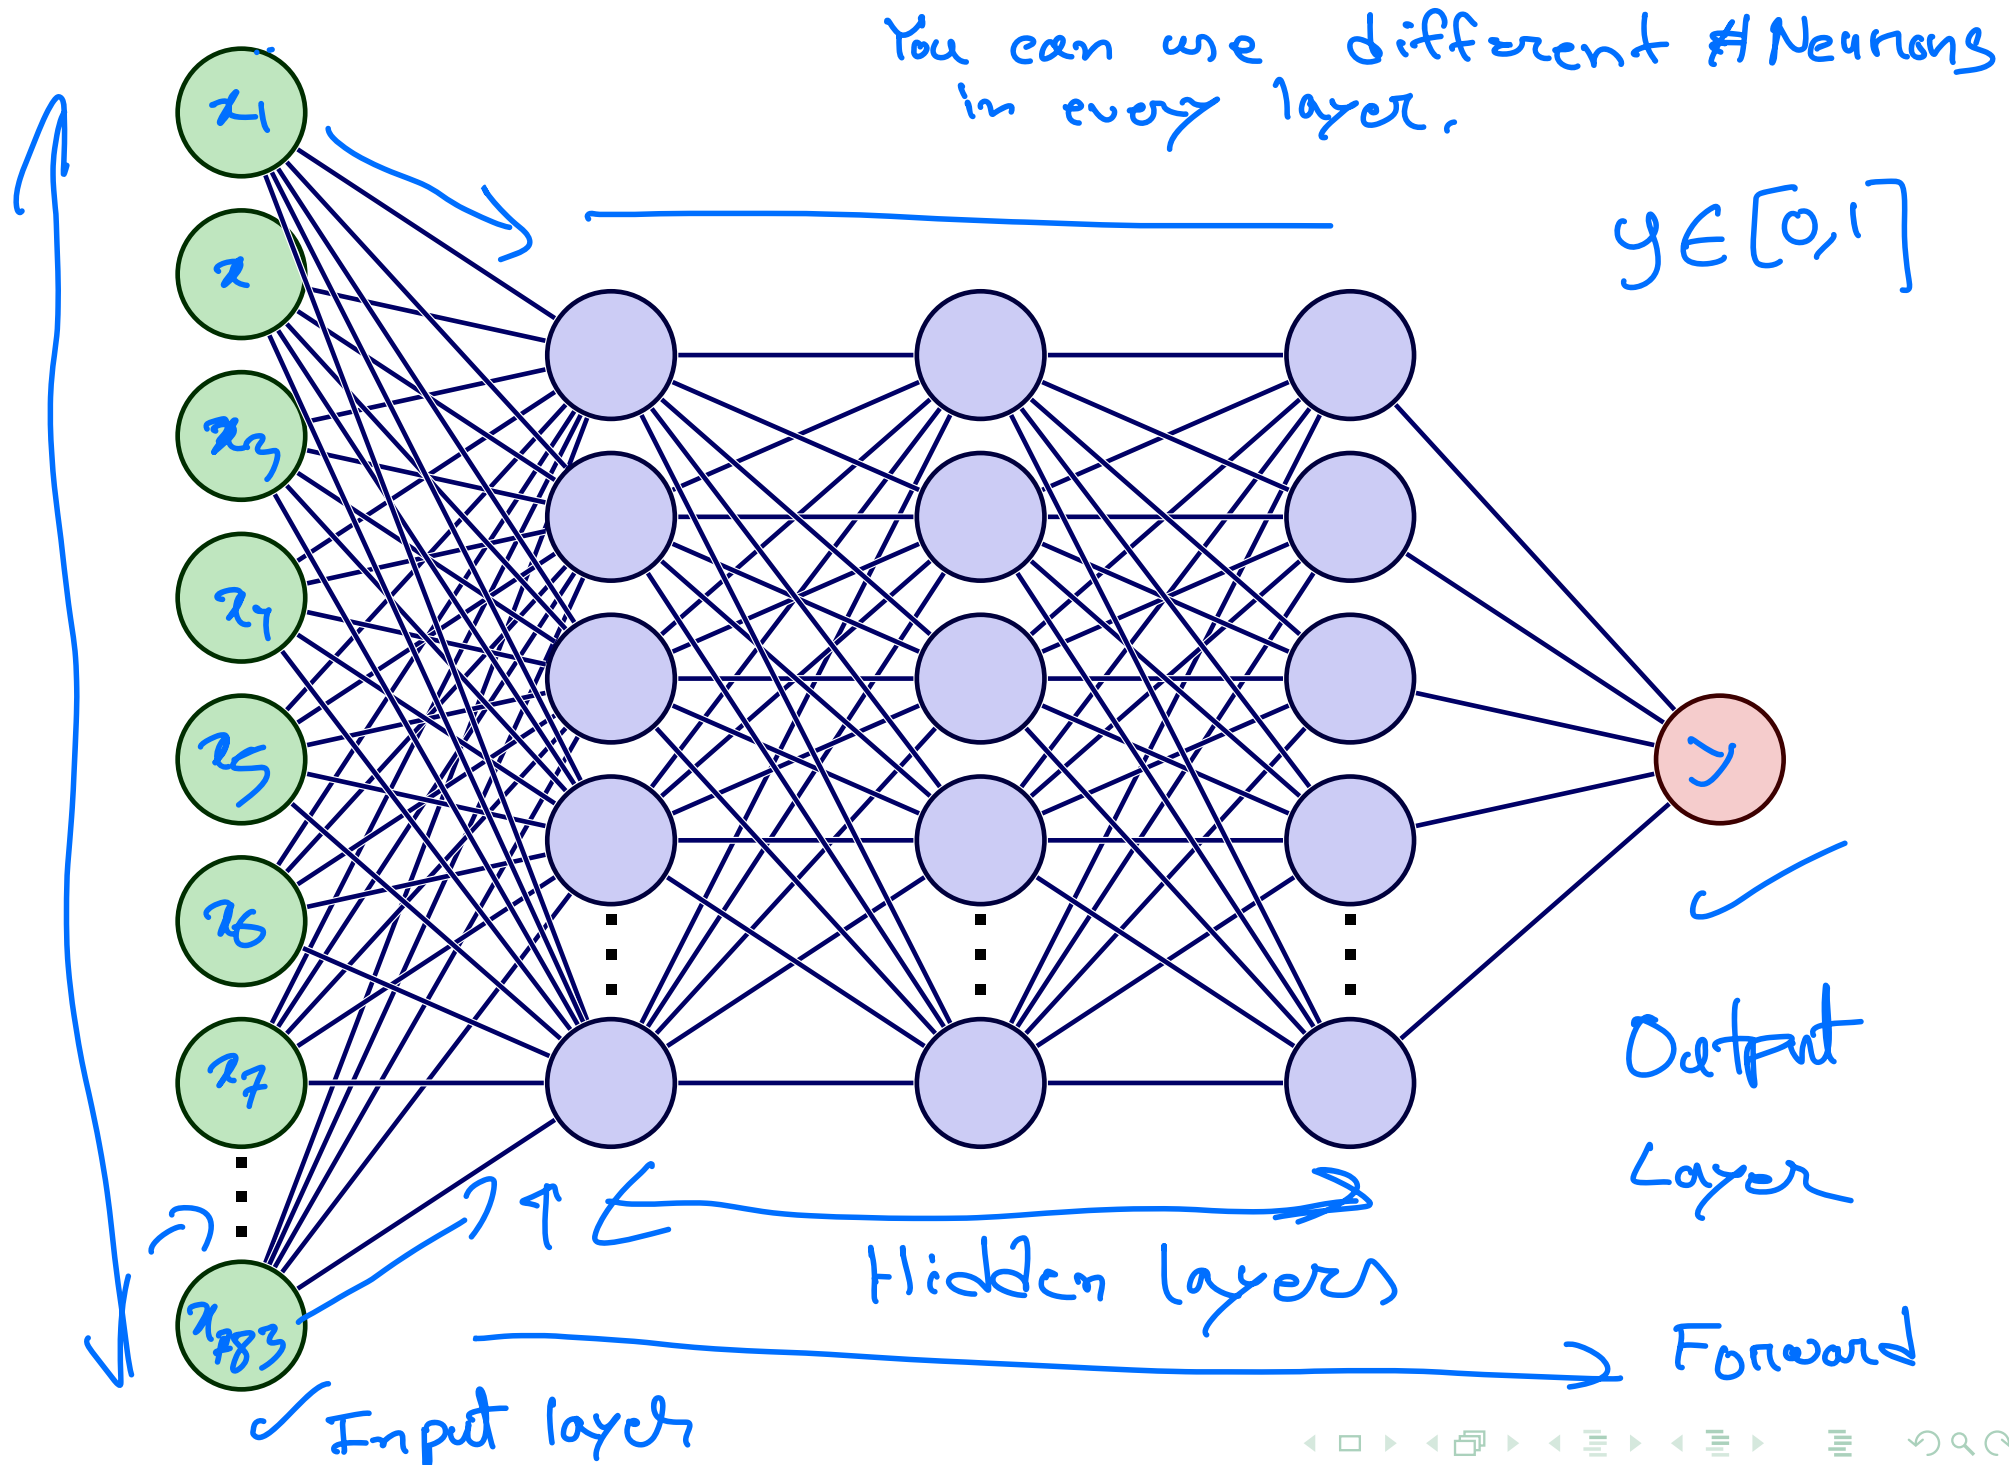 You can use different #Neurons
in every layer.
y∈[0,1]
x1
x
x3
x4
x5
x6
x7
x783
y
Output
Layer
Hidden layers
Forward
Input layer